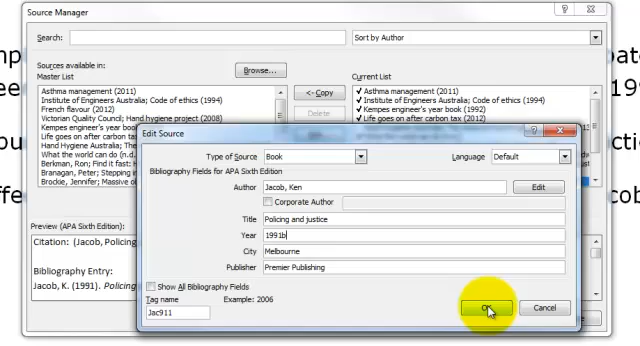 Source Manager
Search: Sort by Author
Sources available in:
Master List Browse... Current List
Asthma management (2011)
Institute of Engineers Australia; Code of ethics (1994)
French flavour (2012)
Victorian Quality Council; Hand hygiene project (2008)
Kempes engineer's year book
Life goes on after carbon tax
Hand Hygiene Australia; The
What the world can do (n.d.
Berkman, Ron; Find it fast: H
Branagan, Peter; Stepping in
Brockie, Jennifer; Massive ol
<- Copy
Delete
✓ Asthma management (2011)
✓ Institute of Engineers Australia; Code of ethics (1994)
✓ Kempes engineer's year book (2012)
✓ Life goes on after carbon tax (2012)
Edit Source
Type of Source Book Language Default
Bibliography Fields for APA Sixth Edition
Author Jacob, Ken Edit
Corporate Author
Title Policing and justice
Year 1991b
City Melbourne
Publisher Premier Publishing
Show All Bibliography Fields
Tag name Example: 2006
Jac911
OK Cancel
Preview (APA Sixth Edition):
Citation: (Jacob, Policing
Bibliography Entry:
Jacob, K. (1991). Policing